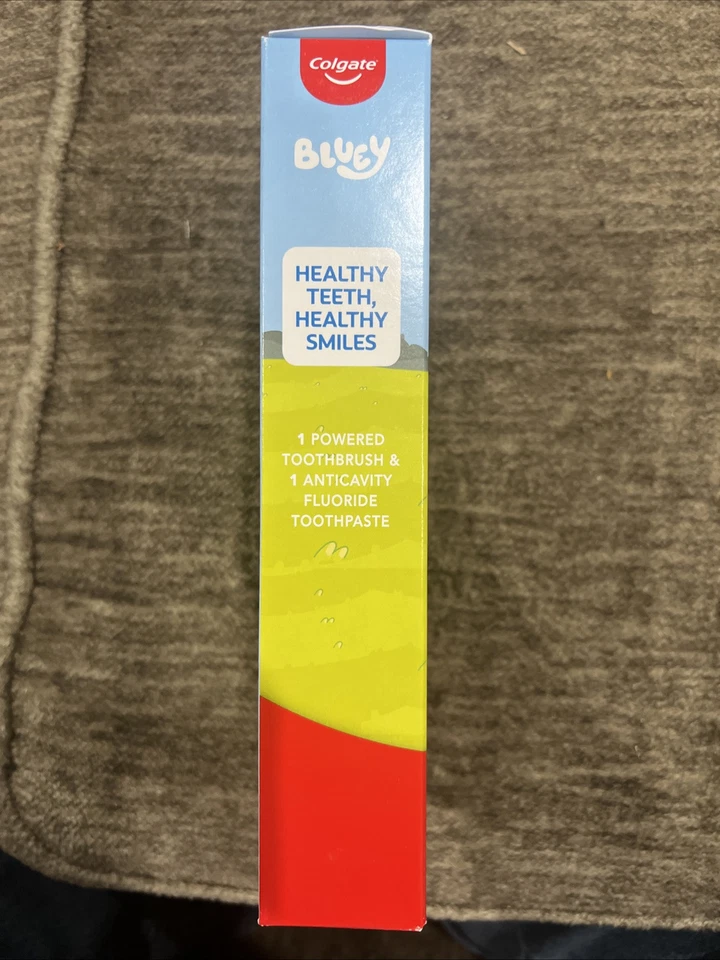 Colgate
BLUEY
HEALTHY
TEETH,
HEALTHY
SMILES
1 POWERED
TOOTHBRUSH &
1 ANTICAVITY
FLUORIDE
TOOTHPASTE